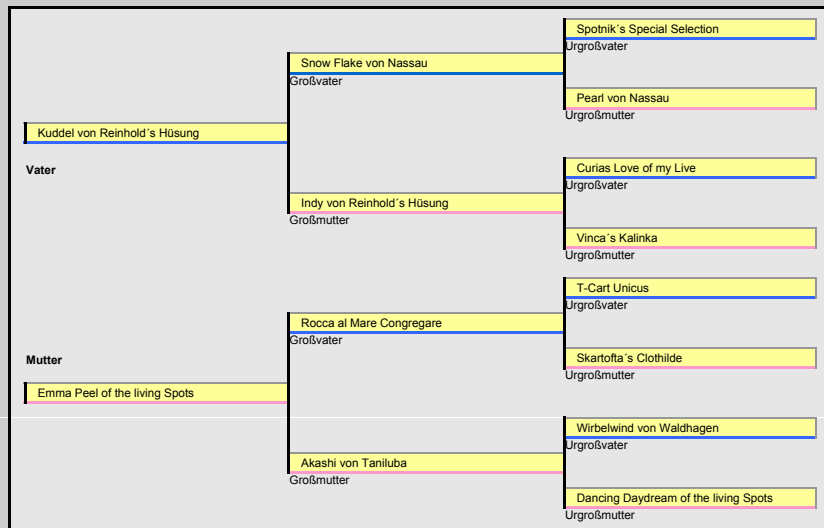 Spotnik´s Special Selection
Urgroßvater
Snow Flake von Nassau
Großvater
Pearl von Nassau
Urgroßmutter
Kuddel von Reinhold´s Hüsung
Vater
Curias Love of my Live
Urgroßvater
Indy von Reinhold´s Hüsung
Großmutter
Vinca´s Kalinka
Urgroßmutter
T-Cart Unicus
Urgroßvater
Rocca al Mare Congregare
Großvater
Mutter
Skartofta´s Clothilde
Urgroßmutter
Emma Peel of the living Spots
Wirbelwind von Waldhagen
Urgroßvater
Akashi von Taniluba
Großmutter
Dancing Daydream of the living Spots
Urgroßmutter